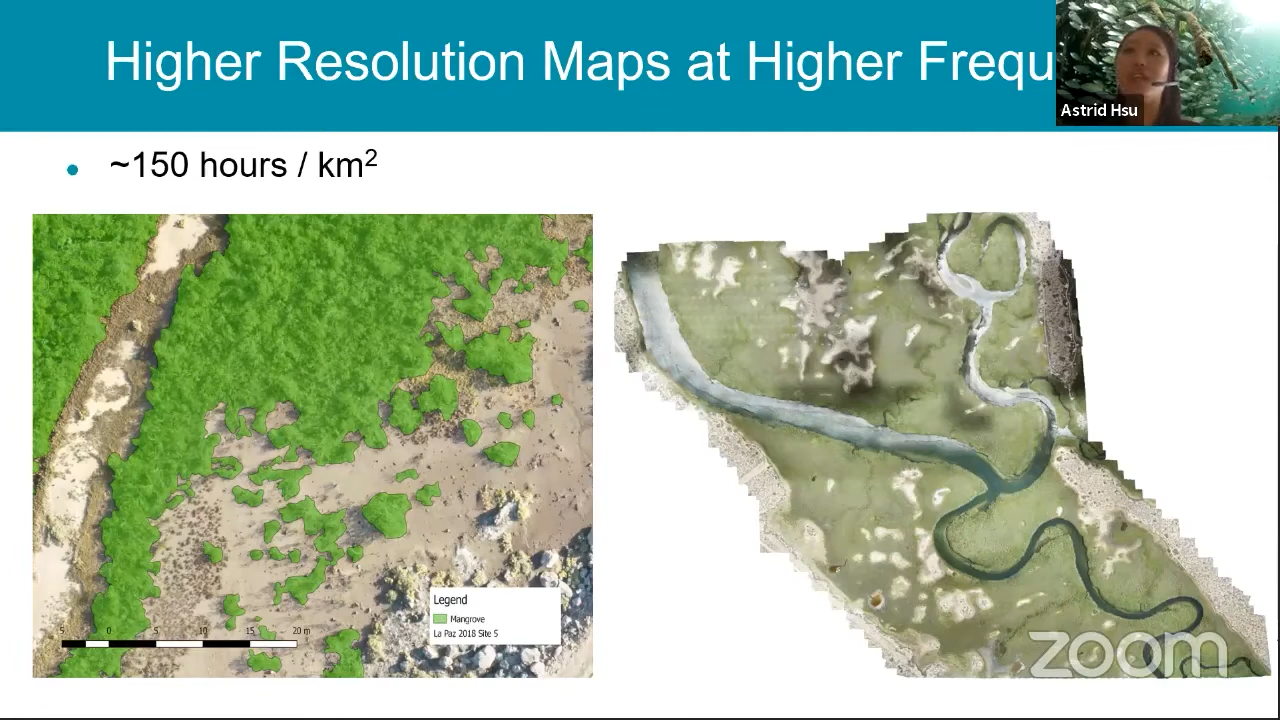 Higher Resolution Maps at Higher Frequ
Astrid Hsu
• ~150 hours / km²
Legend
Mangrove
La Paz 2018 Site 5
5 0 5 10 15 20 m
zoom